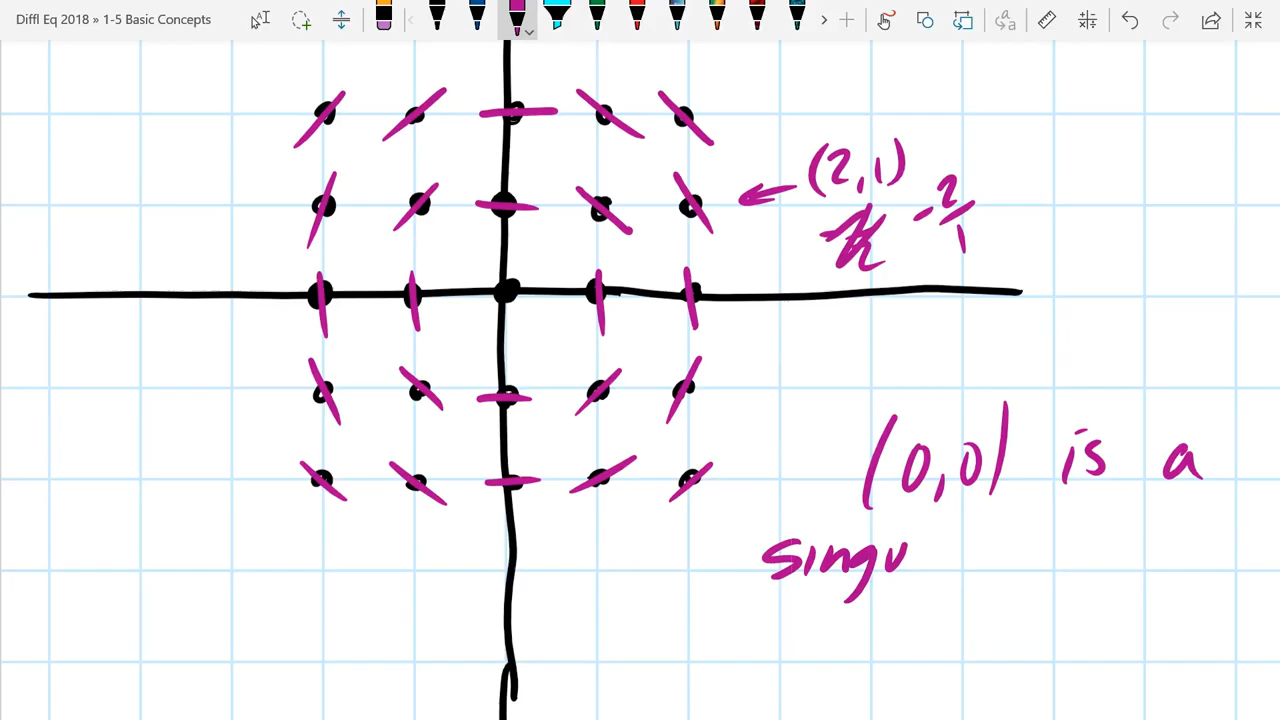 Diffl Eq 2018 » 1-5 Basic Concepts
(2,1)
-2/1
(0,0) is a
singu